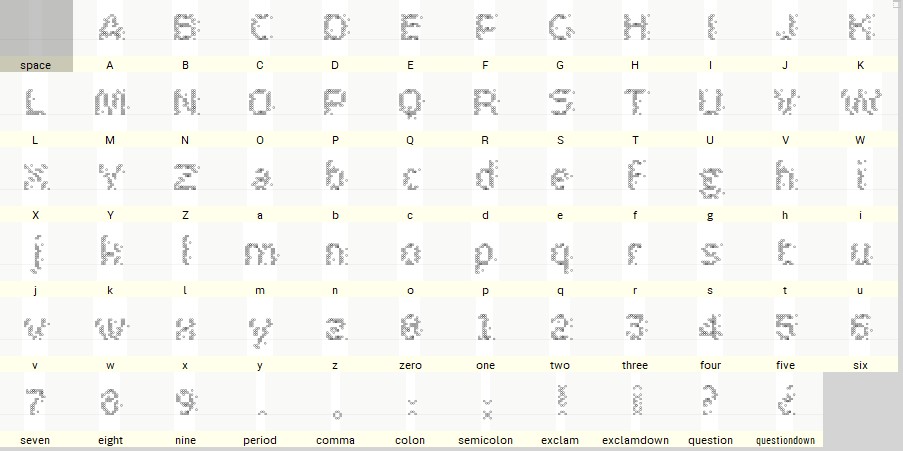 A B C D E F G H I J K
space A B C D E F G H I J K
L M N O P Q R S T U V W
L M N O P Q R S T U V W
X Y Z a b c d e f g h i
X Y Z a b c d e f g h i
j k l m n o p q r s t u
j k l m n o p q r s t u
v w x y z 0 1 2 3 4 5 6
v w x y z zero one two three four five six
7 8 9 . , : ; ! ¡ ? ¿
seven eight nine period comma colon semicolon exclam exclamdown question questiondown